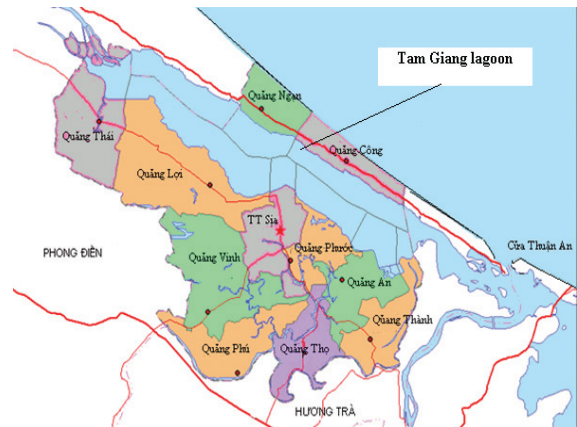 Tam Giang lagoon
Quảng Ngạn
Quảng Thái
Quảng Công
Quảng Lợi
TT Sịa
Cửa Thuận An
PHONG ĐIỀN
Quảng Vinh
Quảng Phước
Quảng An
Quảng Thành
Quảng Phú
Quảng Thọ
HƯƠNG TRÀ